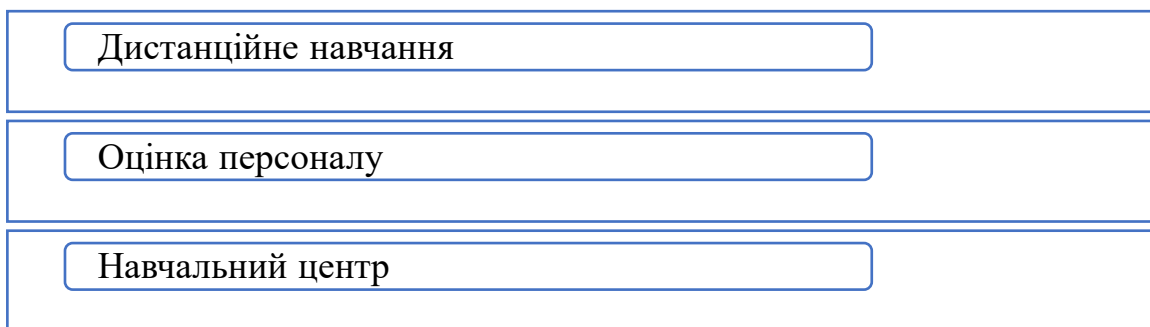 Дистанційне навчання
Оцінка персоналу
Навчальний центр